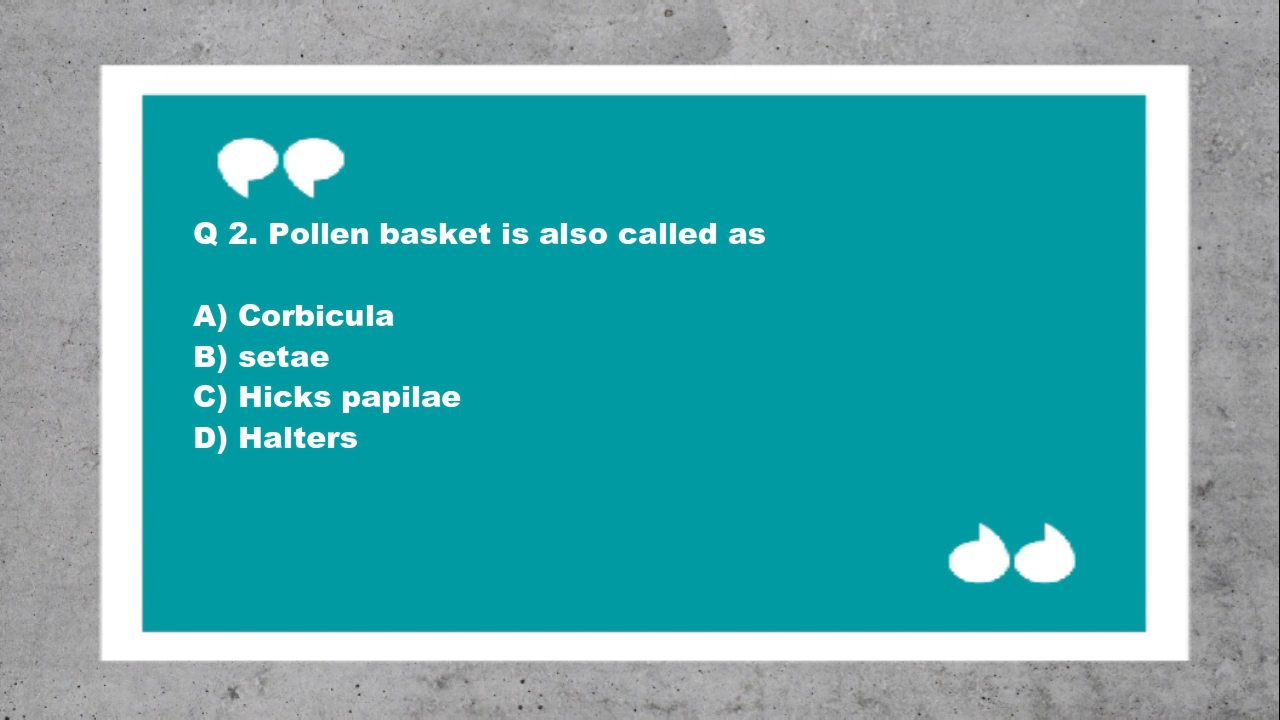 Q 2. Pollen basket is also called as
A) Corbicula
B) setae
C) Hicks papilae
D) Halters